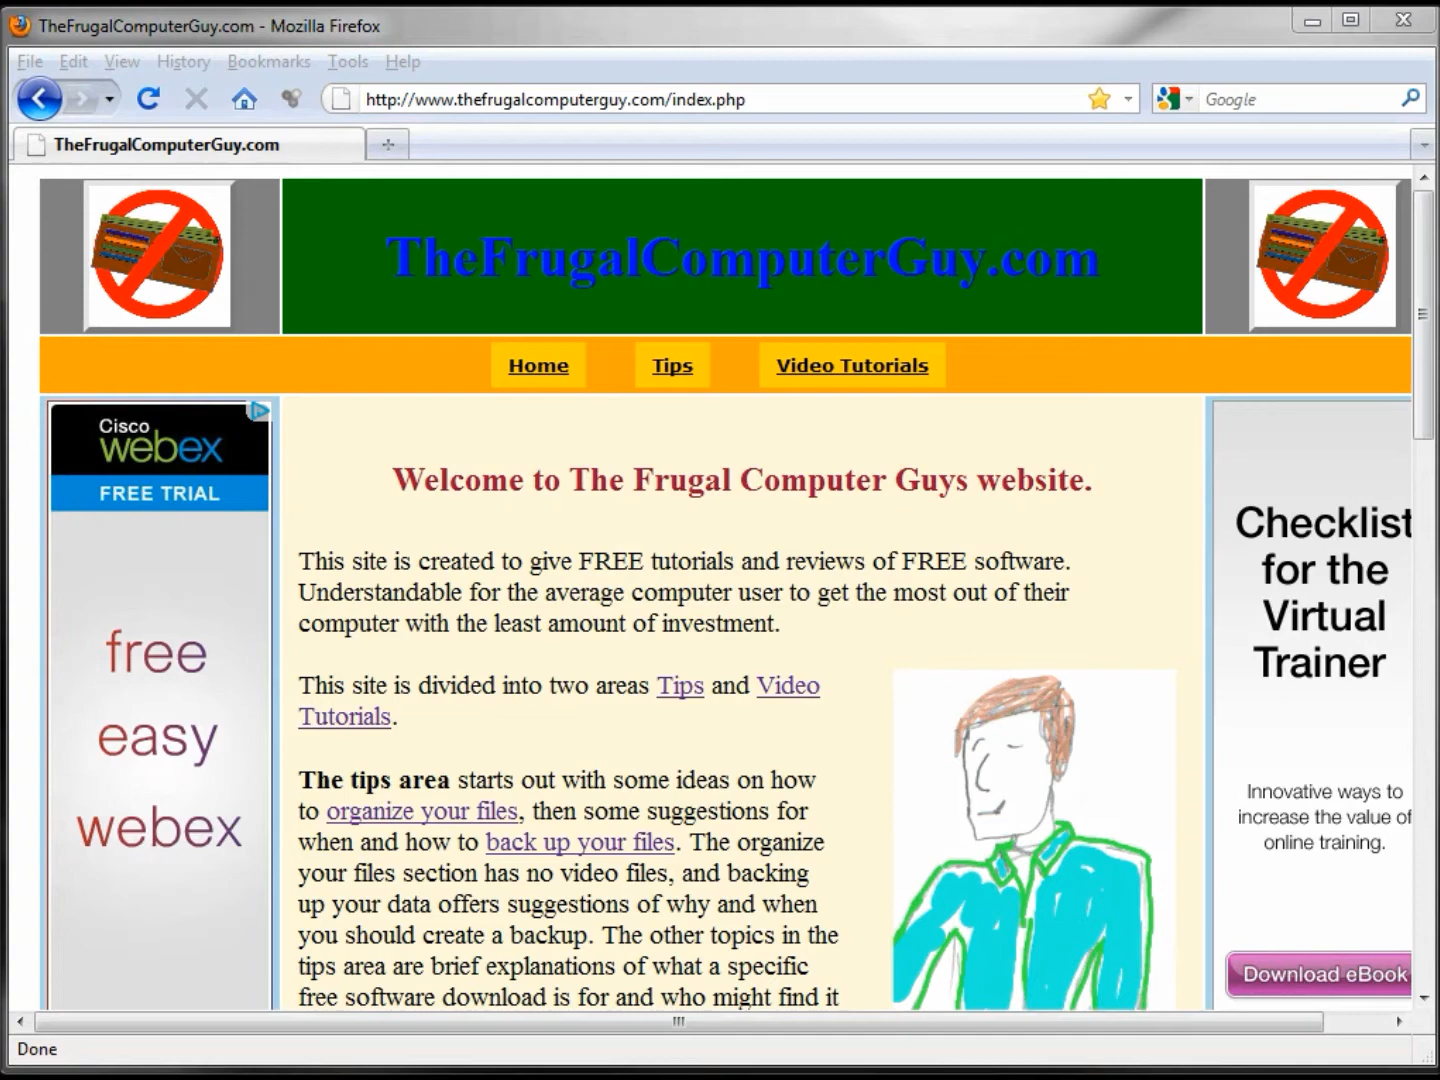 TheFrugalComputerGuy.com - Mozilla Firefox
File Edit View History Bookmarks Tools Help
http://www.thefrugalcomputerguy.com/index.php
Google
TheFrugalComputerGuy.com
TheFrugalComputerGuy.com
Home Tips Video Tutorials
Cisco
webex
FREE TRIAL
free
easy
webex
Welcome to The Frugal Computer Guys website.
This site is created to give FREE tutorials and reviews of FREE software.
Understandable for the average computer user to get the most out of their
computer with the least amount of investment.
This site is divided into two areas Tips and Video
Tutorials.
The tips area starts out with some ideas on how
to organize your files, then some suggestions for
when and how to back up your files. The organize
your files section has no video files, and backing
up your data offers suggestions of why and when
you should create a backup. The other topics in the
tips area are brief explanations of what a specific
free software download is for and who might find it
Checklist
for the
Virtual
Trainer
Innovative ways to
increase the value of
online training.
Download eBook
Done